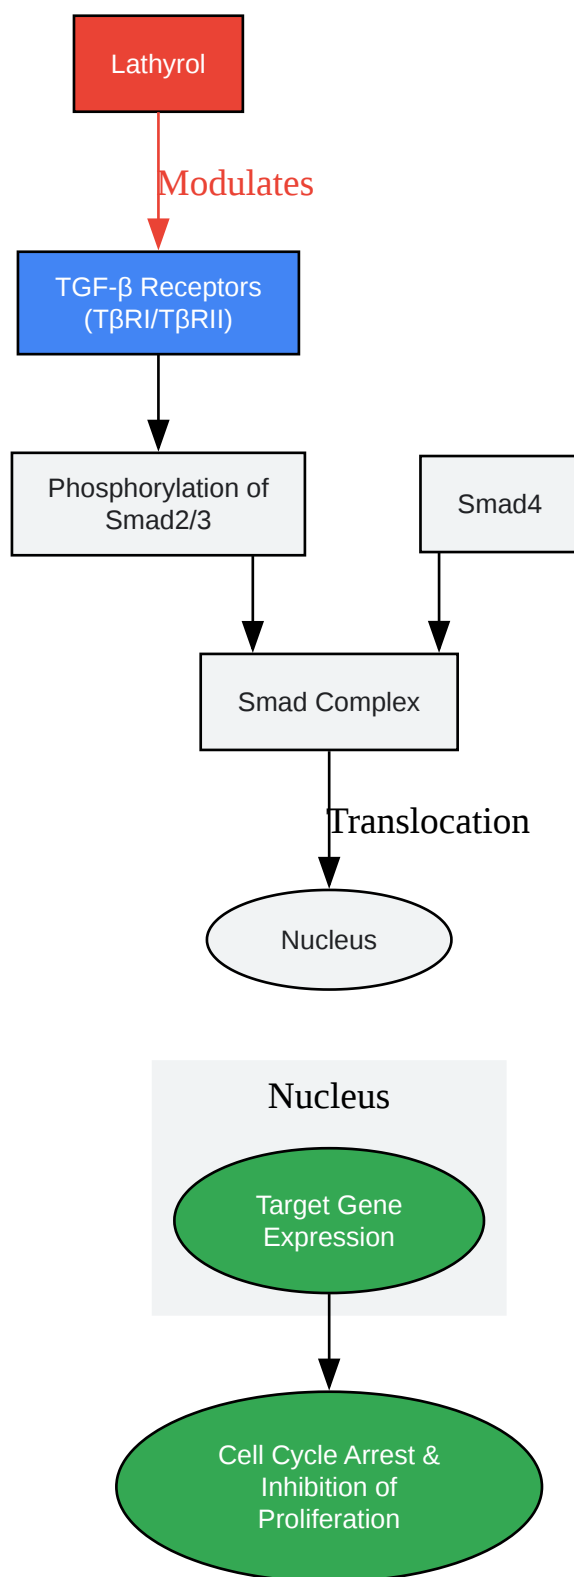 Lathyrol
Modulates
TGF-β Receptors
(TβRI/TβRII)
Phosphorylation of
Smad2/3
Smad4
Smad Complex
Translocation
Nucleus
Nucleus
Target Gene
Expression
Cell Cycle Arrest &
Inhibition of
Proliferation